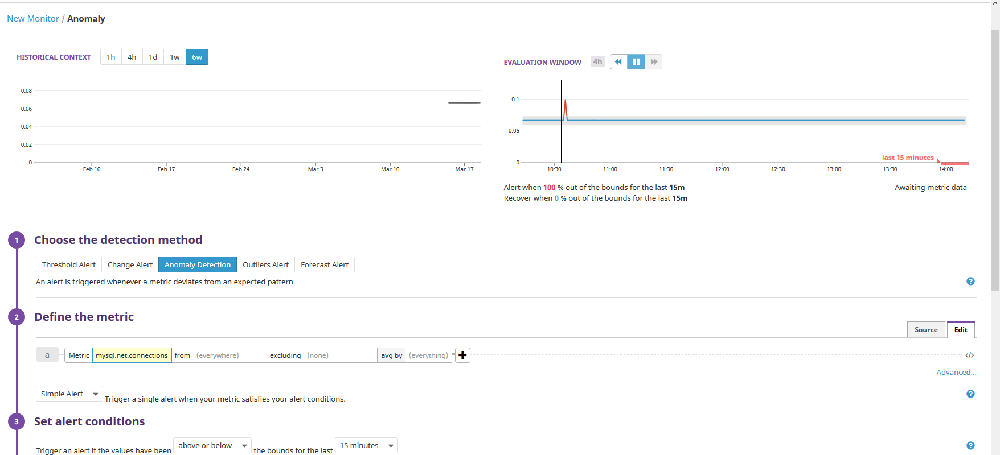 New Monitor / Anomaly
HISTORICAL CONTEXT 1h 4h 1d 1w 6w
0.08
0.06
0.04
0.02
0
Feb 10 Feb 17 Feb 24 Mar 3 Mar 10 Mar 17
EVALUATION WINDOW 4h
0.1
0.05
last 15 minutes
0
10:30 11:00 11:30 12:00 12:30 13:00 13:30 14:00
Alert when 100 % out of the bounds for the last 15m Awaiting metric data
Recover when 0 % out of the bounds for the last 15m
1 Choose the detection method
Threshold Alert Change Alert Anomaly Detection Outliers Alert Forecast Alert
An alert is triggered whenever a metric deviates from an expected pattern. ?
2 Define the metric
Source Edit
a Metric mysql.net.connections from (everywhere) excluding (none) avg by (everything) + </>
Advanced...
Simple Alert Trigger a single alert when your metric satisfies your alert conditions. ?
3 Set alert conditions
Trigger an alert if the values have been above or below the bounds for the last 15 minutes ?